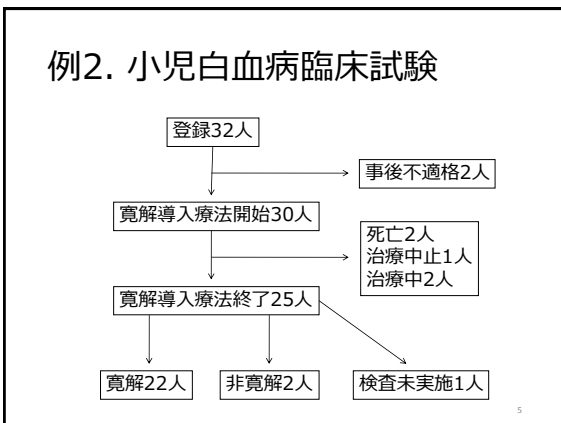 例2. 小児白血病臨床試験
登録32人
事後不適格2人
寛解導入療法開始30人
死亡2人
治療中止1人
治療中2人
寛解導入療法終了25人
寛解22人
非寛解2人
検査未実施1人
5